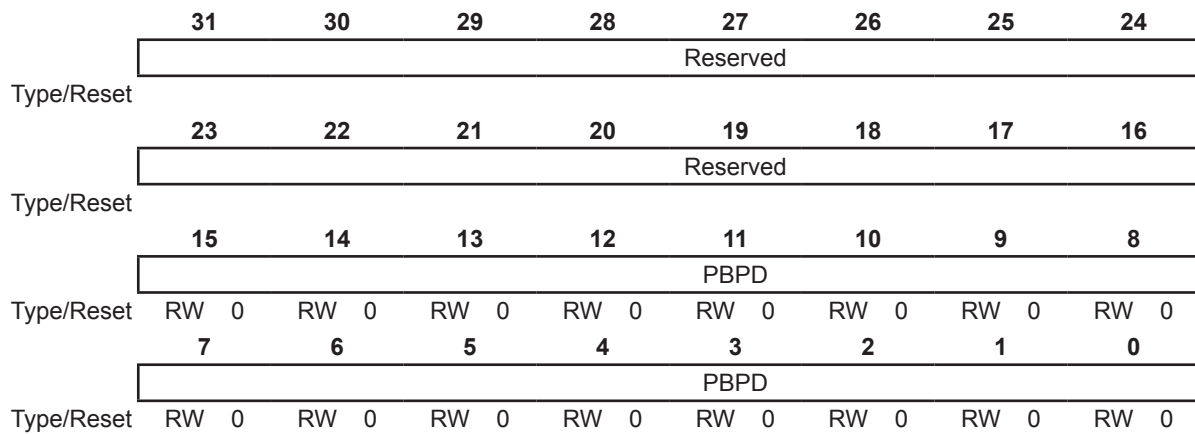 31 30 29 28 27 26 25 24
Reserved
Type/Reset
23 22 21 20 19 18 17 16
Reserved
Type/Reset
15 14 13 12 11 10 9 8
PBPD
Type/Reset RW 0 RW 0 RW 0 RW 0 RW 0 RW 0 RW 0 RW 0
7 6 5 4 3 2 1 0
PBPD
Type/Reset RW 0 RW 0 RW 0 RW 0 RW 0 RW 0 RW 0 RW 0